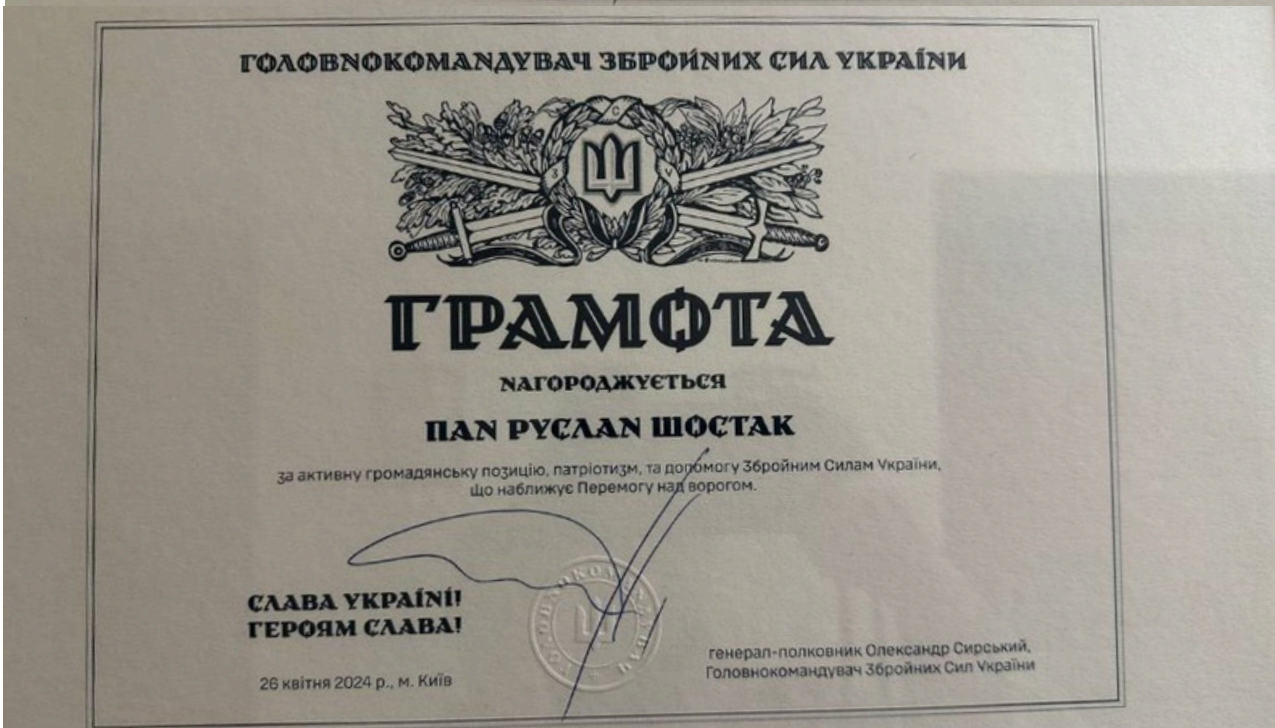 ГОЛОВНОКОМАНДУВАЧ ЗБРОЙНИХ СИЛ УКРАЇНИ
ГРАМОТА
НАГОРОДЖУЄТЬСЯ
ПАН РУСЛАН ШОСТАК
за активну громадянську позицію, патріотизм, та допомогу Збройним Силам України,
що наближує Перемогу над ворогом.
СЛАВА УКРАЇНІ!
ГЕРОЯМ СЛАВА!
26 квітня 2024 р., м. Київ
ГОЛОВНОКОМАНДУВАЧ
генерал-полковник Олександр Сирський,
Головнокомандувач Збройних Сил України